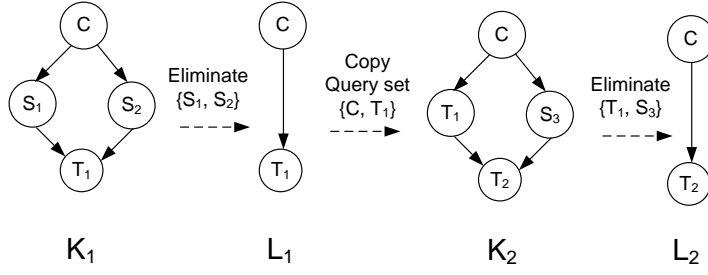 C
S1
S2
T1
K1
Eliminate
{S1, S2}
C
T1
L1
Copy
Query set
{C, T1}
C
T1
S3
T2
K2
Eliminate
{T1, S3}
C
T2
L2